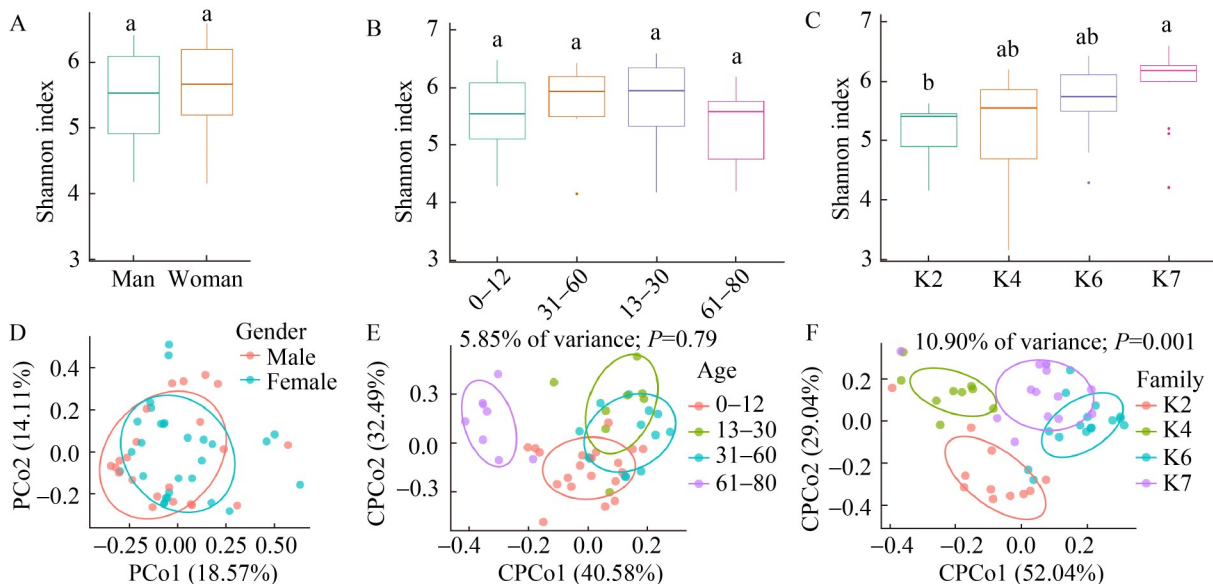 A
Shannon index
6
5
4
3
a
a
Man
Woman
B
Shannon index
7
6
5
4
3
a
a
a
a
0–12
31–60
13–30
61–80
C
Shannon index
7
6
5
4
3
b
ab
ab
a
K2
K4
K6
K7
D
PCo2 (14.11%)
0.4
0.2
0.0
−0.2
−0.25
0.00
0.25
0.50
PCo1 (18.57%)
Gender
Male
Female
E
5.85% of variance; P=0.79
CPCo2 (32.49%)
0.3
0.0
−0.3
−0.4
−0.2
0.0
0.2
CPCo1 (40.58%)
Age
0–12
13–30
31–60
61–80
F
10.90% of variance; P=0.001
CPCo2 (29.04%)
0.4
0.2
0.0
−0.2
−0.4
−0.4
−0.2
0.0
0.2
CPCo1 (52.04%)
Family
K2
K4
K6
K7